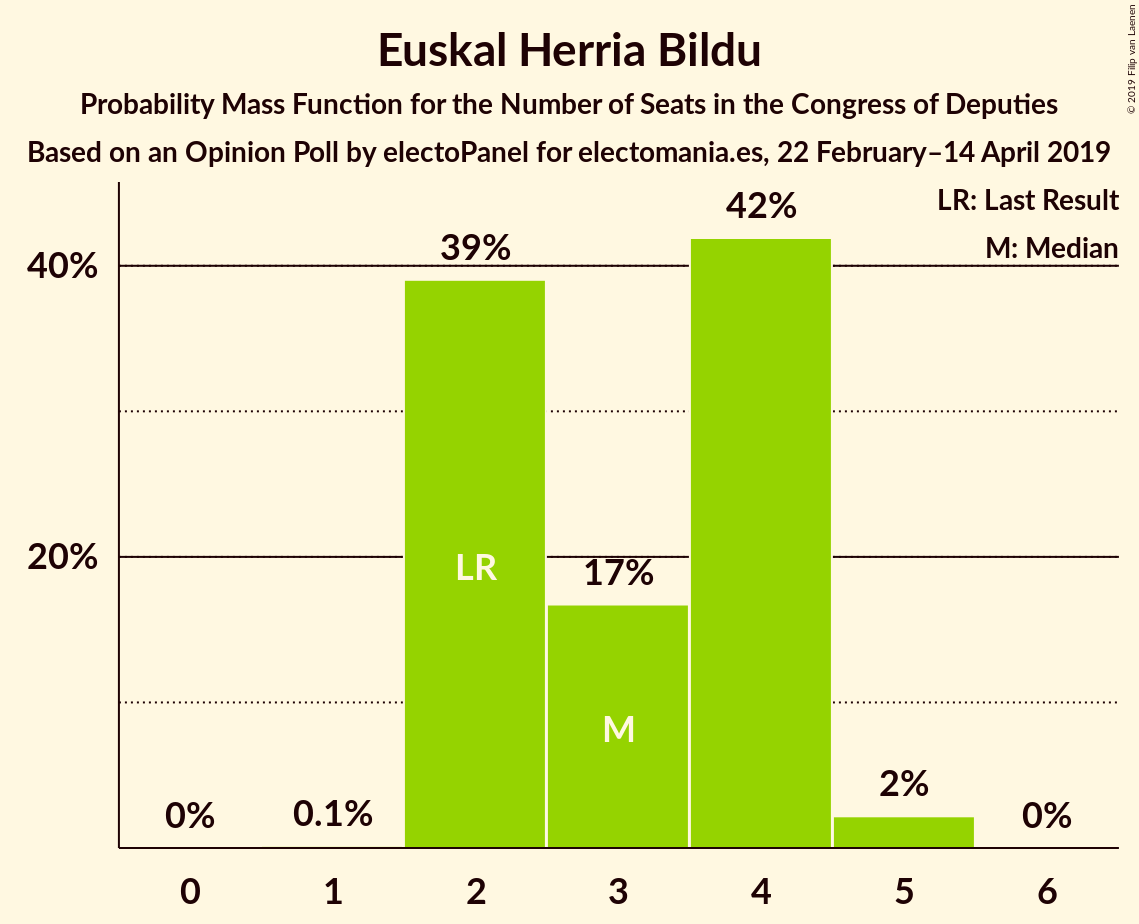 Euskal Herria Bildu
Probability Mass Function for the Number of Seats in the Congress of Deputies
Based on an Opinion Poll by electoPanel for electomania.es, 22 February–14 April 2019
© 2019 Filip van Laenen
LR: Last Result
M: Median
40%
20%
0%
0.1%
39%
17%
42%
2%
0%
LR
M
0
1
2
3
4
5
6